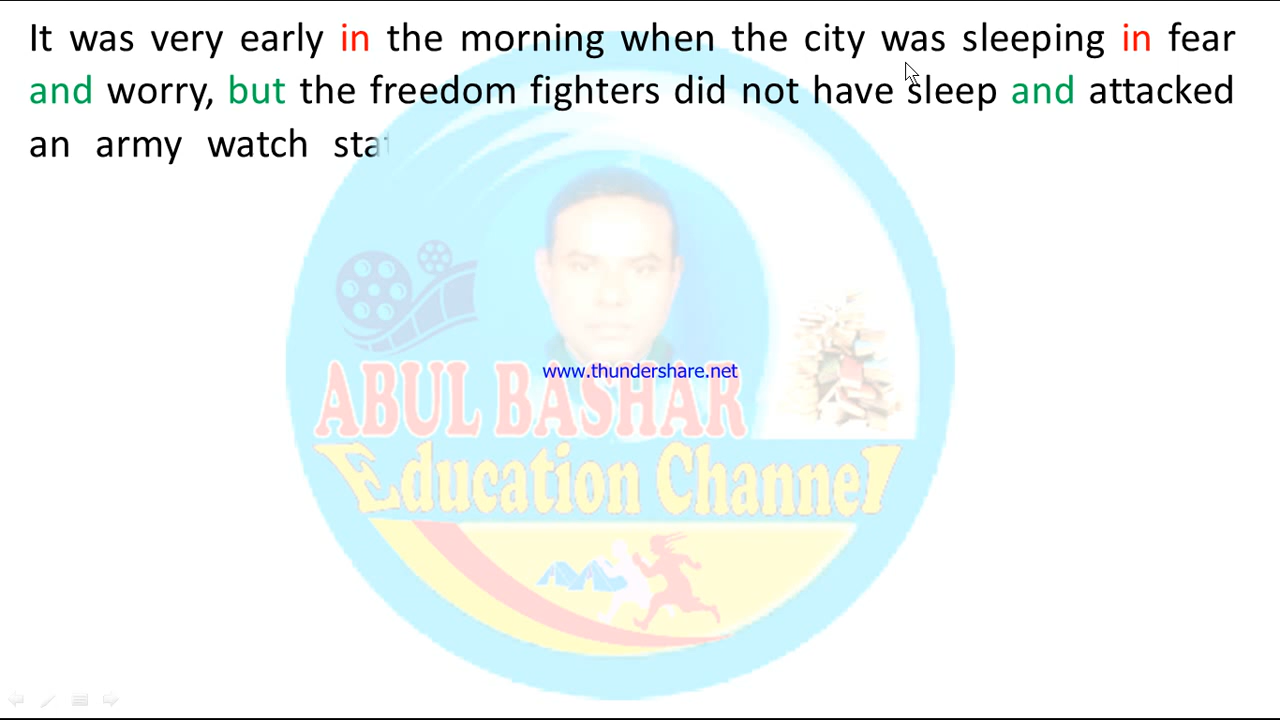 It was very early in the morning when the city was sleeping in fear
and worry, but the freedom fighters did not have sleep and attacked
an army watch
www.thundershare.net
ABUL BASHAR
Education Channel